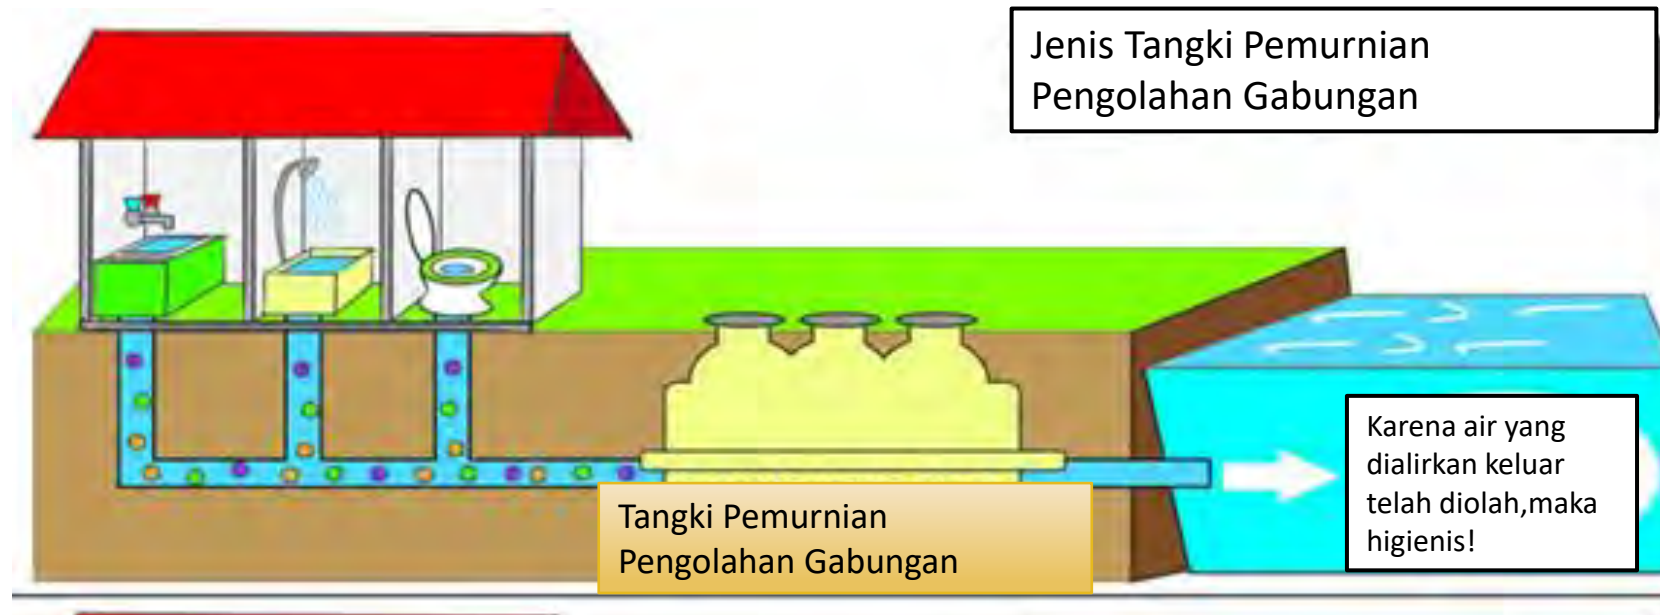 Jenis Tangki Pemurnian
Pengolahan Gabungan
Karena air yang
dialirkan keluar
telah diolah,maka
higienis!
Tangki Pemurnian
Pengolahan Gabungan